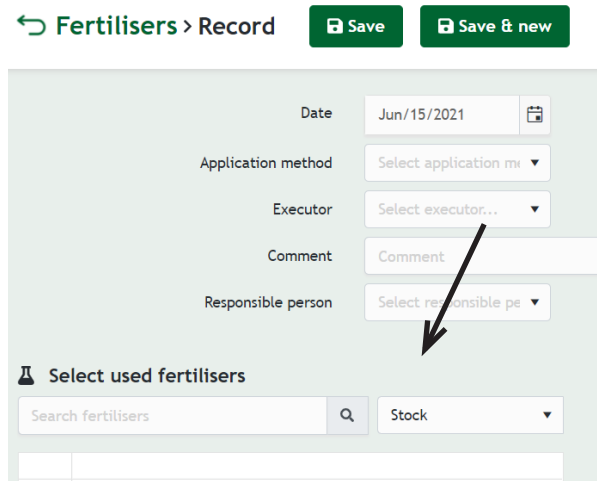 Fertilisers > Record Save Save & new
Date Jun/15/2021
Application method Select application me
Executor Select executor...
Comment Comment
Responsible person Select responsible pe
Select used fertilisers
Search fertilisers Stock